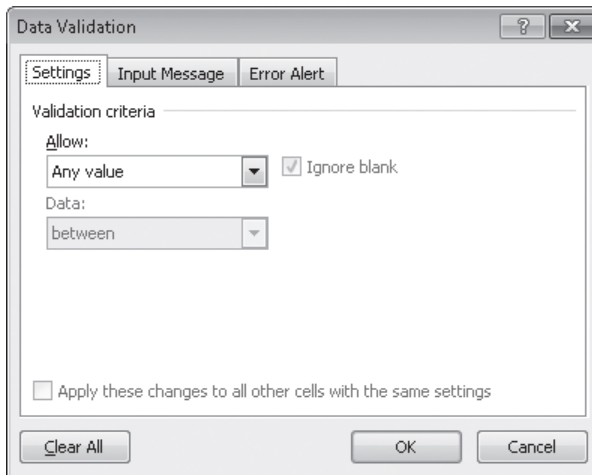 Data Validation
Settings Input Message Error Alert
Validation criteria
Allow:
Any value Ignore blank
Data:
between
Apply these changes to all other cells with the same settings
Clear All OK Cancel